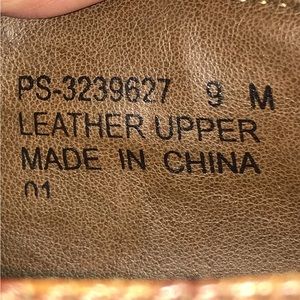 PS-3239627 9 M
LEATHER UPPER
MADE IN CHINA
01